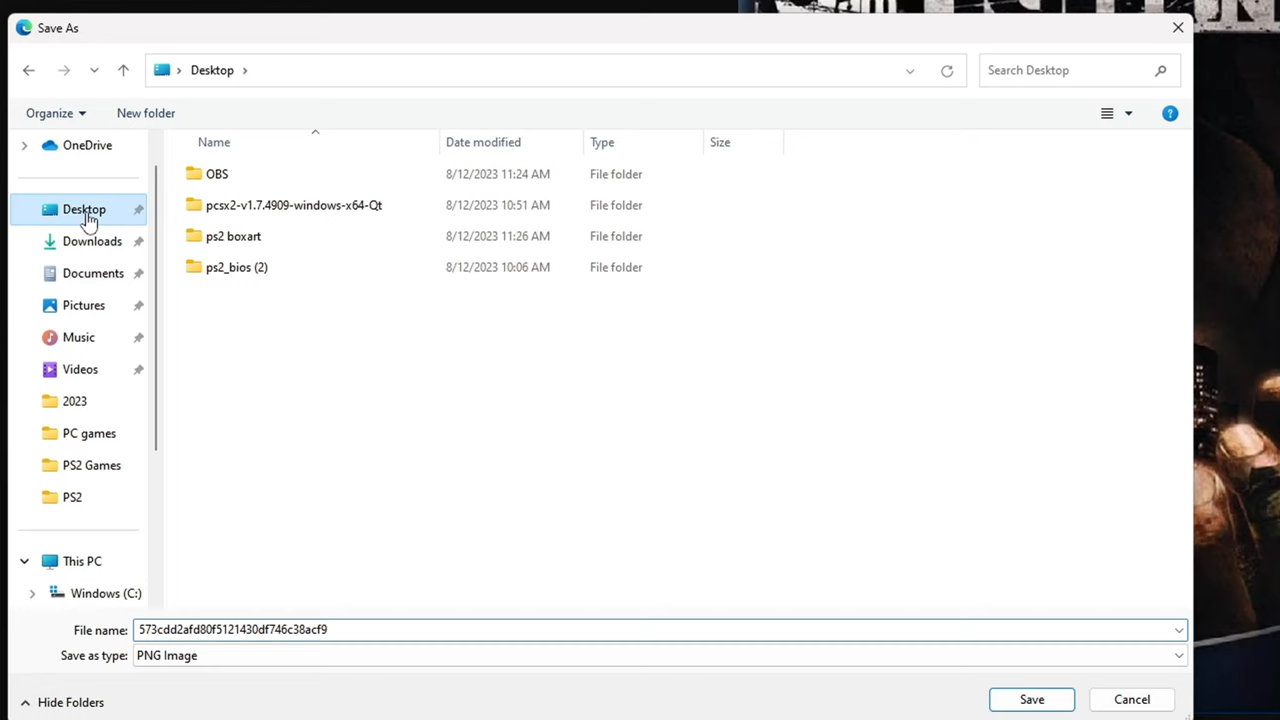 Save As
Desktop
Search Desktop
Organize
New folder
Name
Date modified
Type
Size
OneDrive
Desktop
Downloads
Documents
Pictures
Music
Videos
2023
PC games
PS2 Games
PS2
This PC
Windows (C:)
OBS 8/12/2023 11:24 AM File folder
pcsx2-v1.7.4909-windows-x64-Qt 8/12/2023 10:51 AM File folder
ps2 boxart 8/12/2023 11:26 AM File folder
ps2_bios (2) 8/12/2023 10:06 AM File folder
File name: 573cdd2afd80f5121430df746c38acf9
Save as type: PNG Image
Hide Folders
Save
Cancel